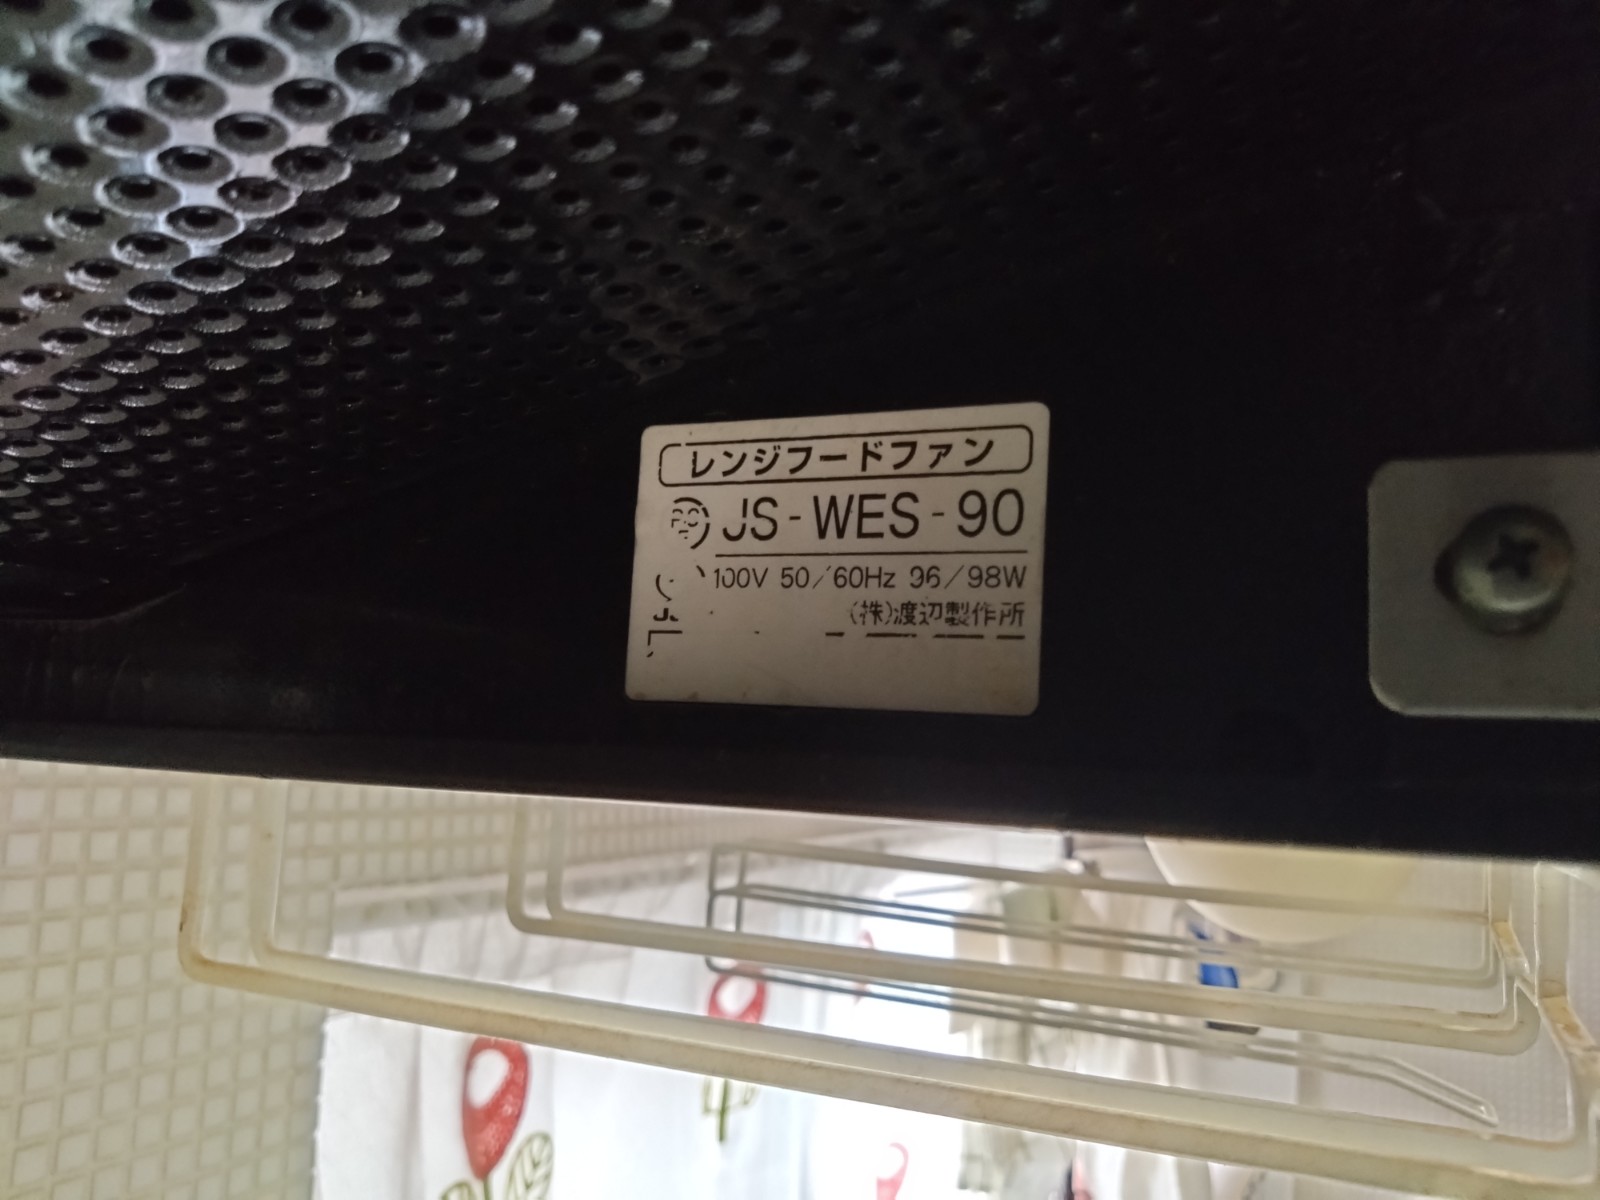 レンジフードファン
JS-WES-90
100V 50/60Hz 96/98W
(株)渡辺製作所